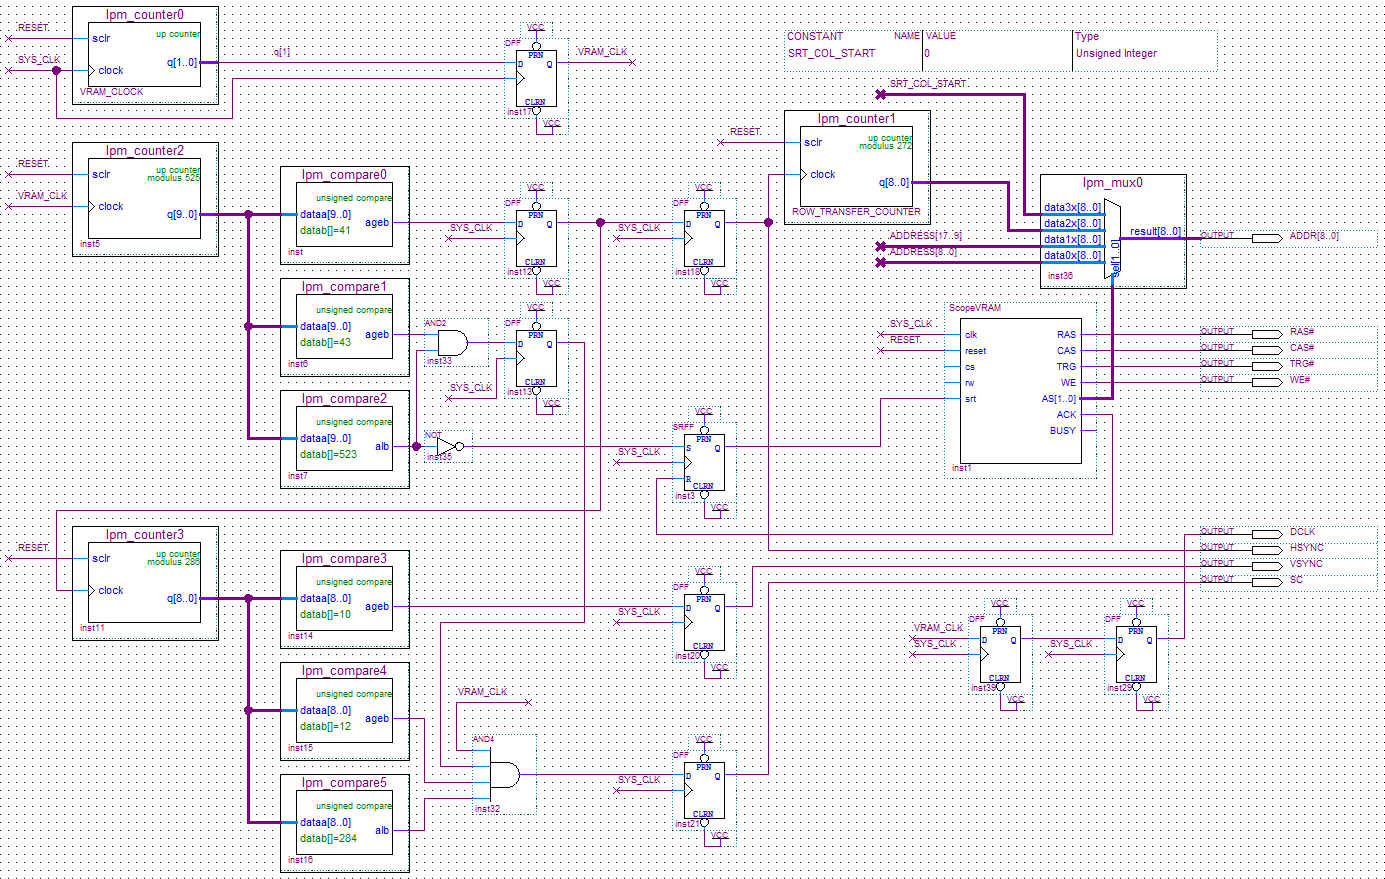 lpm_counter0
RESET
sclr
up counter
SYS_CLK
clock
q[1..0]
VRAM_CLOCK
q[1]
VCC
DFF
PRN
D
Q
CLRN
inst17
VCC
VRAM_CLK
CONSTANT NAME VALUE Type
SRT_COL_START 0 Unsigned Integer
SRT_COL_START
lpm_counter2
RESET
sclr
up counter
modulus 525
VRAM_CLK
clock
q[9..0]
inst5
lpm_compare0
unsigned compare
dataa[9..0]
ageb
datab[]=41
inst
VCC
DFF
PRN
D
Q
SYS_CLK
CLRN
inst12
VCC
VCC
DFF
PRN
D
Q
SYS_CLK
CLRN
inst18
VCC
lpm_counter1
RESET
sclr
up counter
modulus 272
clock
q[8..0]
ROW_TRANSFER_COUNTER
ADDRESS[17..9]
ADDRESS[8..0]
lpm_mux0
data3x[8..0]
data2x[8..0]
data1x[8..0]
data0x[8..0]
result[8..0]
sel[1..0]
inst36
OUTPUT
ADDR[8..0]
lpm_compare1
unsigned compare
dataa[9..0]
ageb
datab[]=43
inst6
AND2
inst33
VCC
DFF
PRN
D
Q
SYS_CLK
CLRN
inst13
VCC
ScopeVRAM
SYS_CLK
RESET
clk
reset
cs
rw
srt
RAS
CAS
TRG
WE
AS[1..0]
ACK
BUSY
inst1
OUTPUT
RAS#
OUTPUT
CAS#
OUTPUT
TRG#
OUTPUT
WE#
lpm_compare2
unsigned compare
dataa[9..0]
alb
datab[]=523
inst7
NOT
inst35
VCC
SRFF
PRN
S
Q
SYS_CLK
R
CLRN
inst3
VCC
lpm_counter3
RESET
sclr
up counter
modulus 286
clock
q[8..0]
inst11
lpm_compare3
unsigned compare
dataa[8..0]
ageb
datab[]=10
inst14
VCC
DFF
PRN
D
Q
SYS_CLK
CLRN
inst20
VCC
OUTPUT
DCLK
OUTPUT
HSYNC
OUTPUT
VSYNC
OUTPUT
SC
VCC
DFF
PRN
VRAM_CLK
D
Q
SYS_CLK
CLRN
inst39
VCC
VCC
DFF
PRN
D
Q
SYS_CLK
CLRN
inst29
VCC
lpm_compare4
unsigned compare
dataa[8..0]
ageb
datab[]=12
inst15
VRAM_CLK
AND4
inst32
VCC
DFF
PRN
D
Q
SYS_CLK
CLRN
inst21
VCC
lpm_compare5
unsigned compare
dataa[8..0]
alb
datab[]=284
inst16